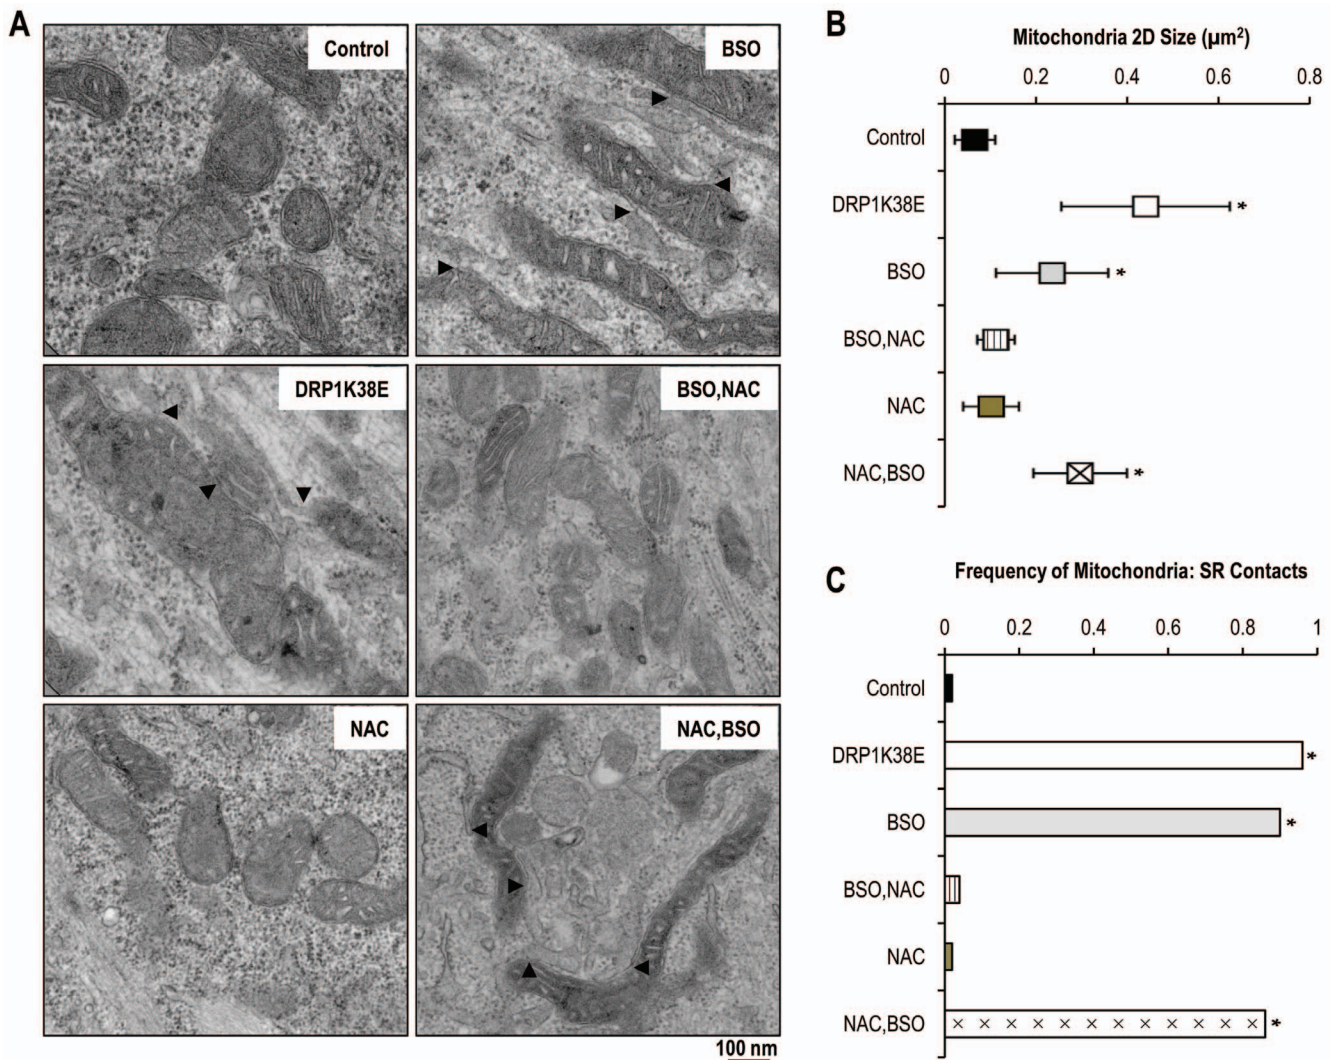 A
Control
BSO
DRP1K38E
BSO,NAC
NAC
NAC,BSO
100 nm
B
Mitochondria 2D Size (µm²)
0 0.2 0.4 0.6 0.8
Control
DRP1K38E
*
BSO
*
BSO,NAC
NAC
NAC,BSO
*
C
Frequency of Mitochondria: SR Contacts
0 0.2 0.4 0.6 0.8 1
Control
DRP1K38E
*
BSO
*
BSO,NAC
NAC
NAC,BSO
*